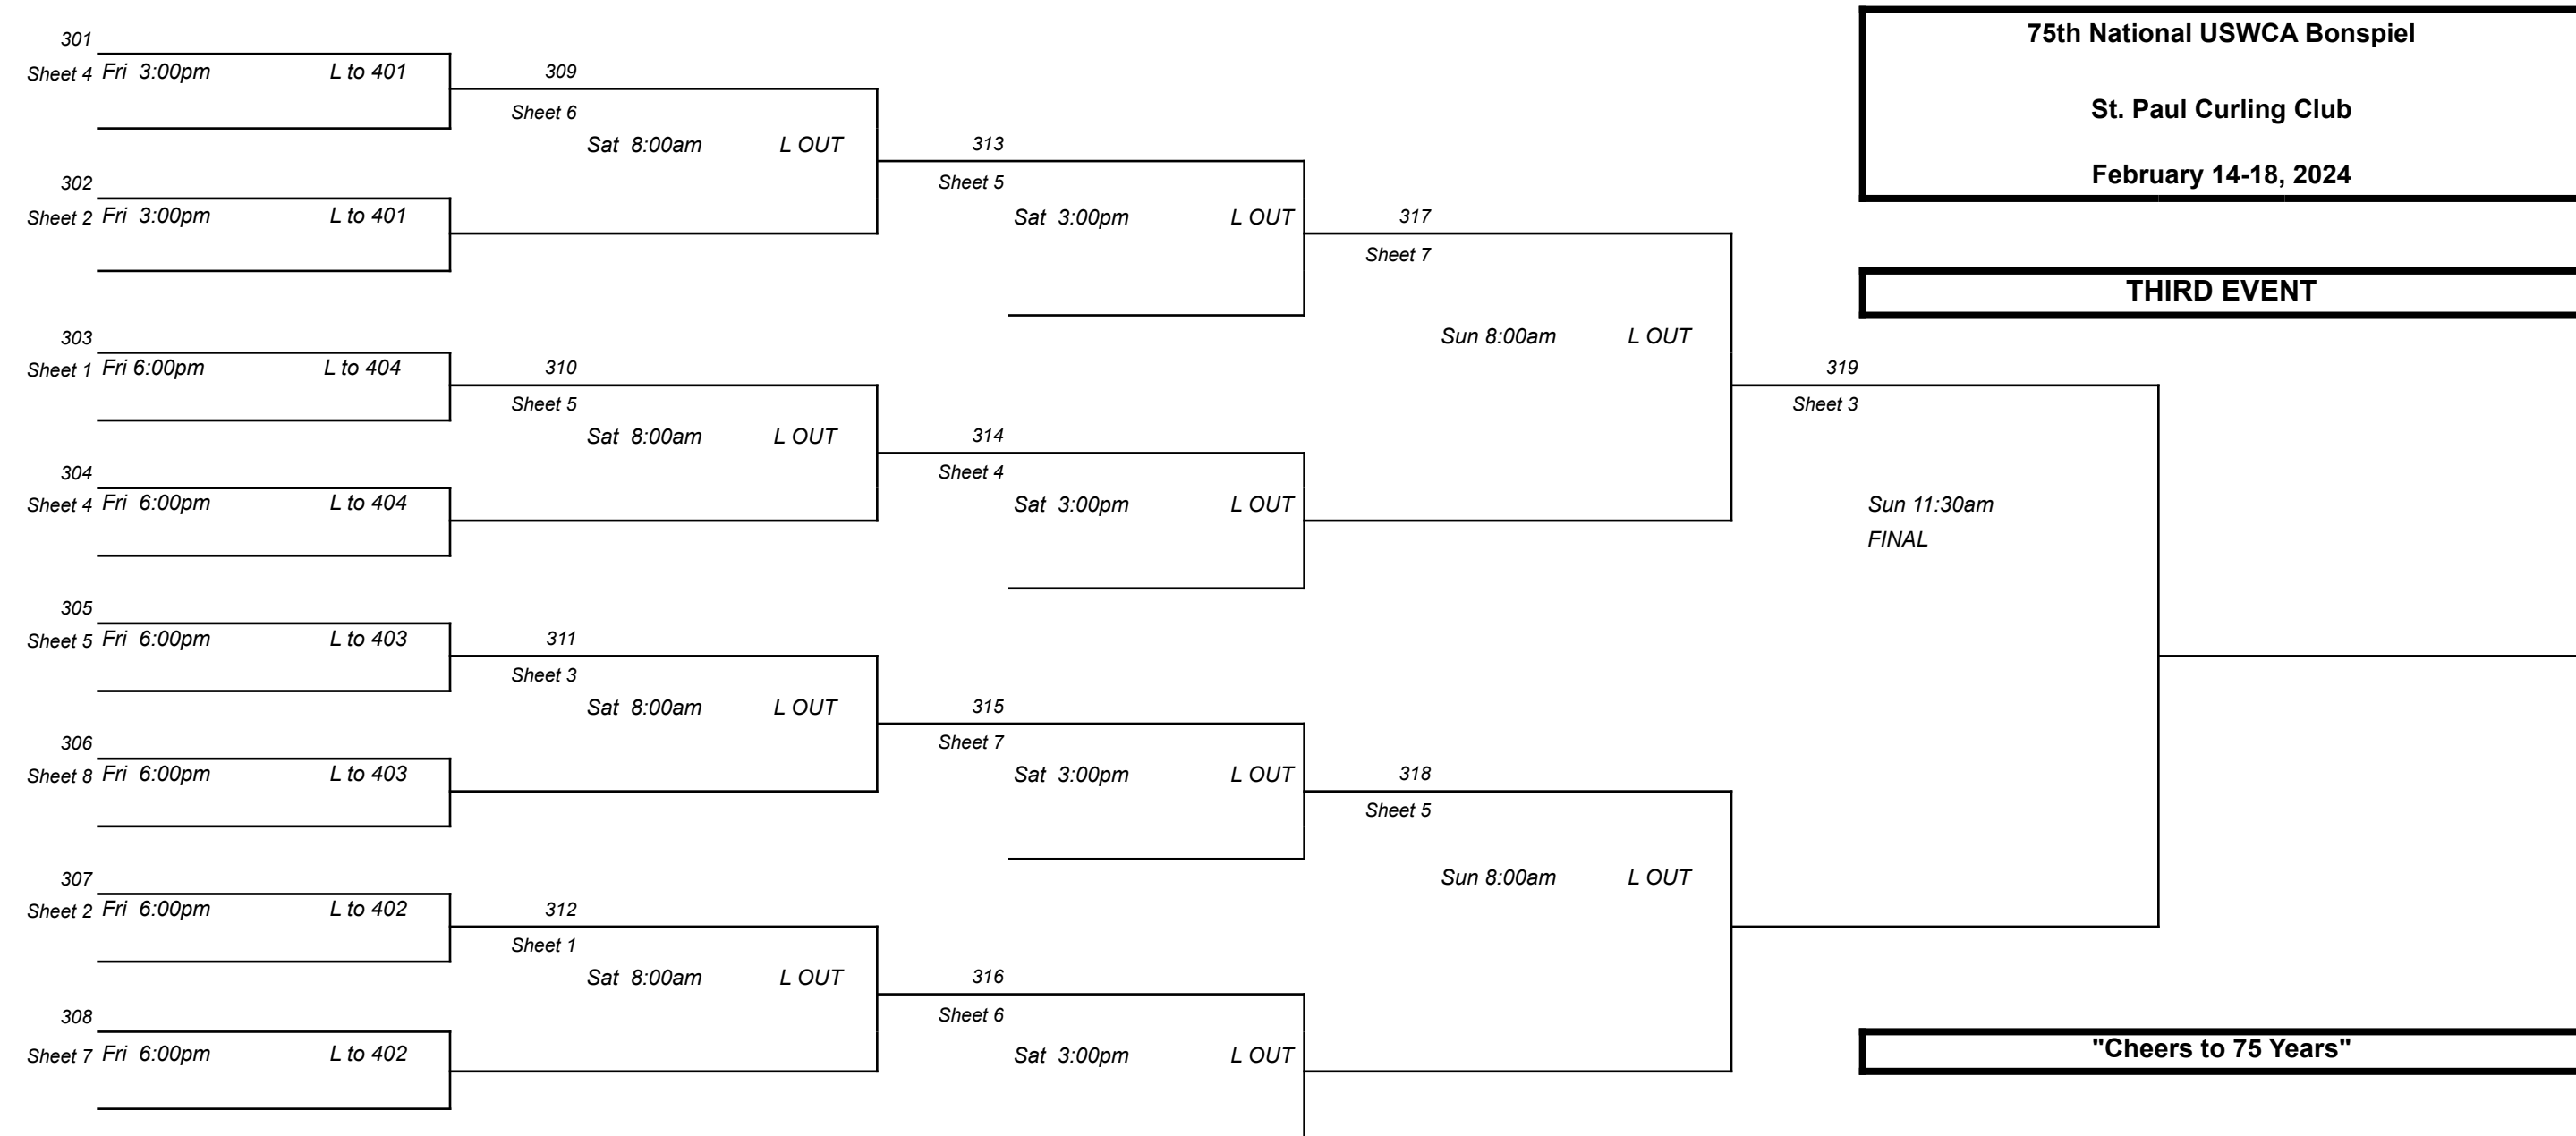 75th National USWCA Bonspiel
St. Paul Curling Club
February 14-18, 2024
THIRD EVENT
301
Sheet 4 Fri 3:00pm L to 401
302
Sheet 2 Fri 3:00pm L to 401
303
Sheet 1 Fri 6:00pm L to 404
304
Sheet 4 Fri 6:00pm L to 404
305
Sheet 5 Fri 6:00pm L to 403
306
Sheet 8 Fri 6:00pm L to 403
307
Sheet 2 Fri 6:00pm L to 402
308
Sheet 7 Fri 6:00pm L to 402
309
Sheet 6
Sat 8:00am L OUT
310
Sheet 5
Sat 8:00am L OUT
311
Sheet 3
Sat 8:00am L OUT
312
Sheet 1
Sat 8:00am L OUT
313
Sheet 5
Sat 3:00pm L OUT
314
Sheet 4
Sat 3:00pm L OUT
315
Sheet 7
Sat 3:00pm L OUT
316
Sheet 6
Sat 3:00pm L OUT
317
Sheet 7
Sun 8:00am L OUT
318
Sheet 5
Sun 8:00am L OUT
319
Sheet 3
Sun 11:30am
FINAL
"Cheers to 75 Years"